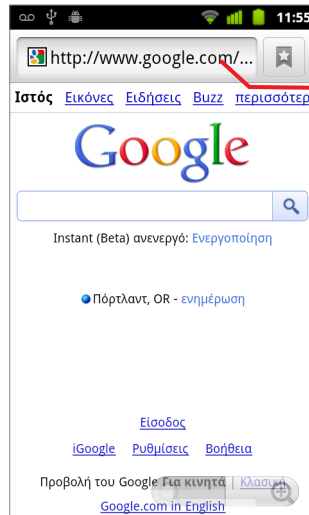 11:55
http://www.google.com/...
Ιστός Εικόνες Ειδήσεις Buzz περισσότερ
Google
Instant (Beta) ανενεργό: Ενεργοποίηση
Πόρτλαντ, OR - ενημέρωση
Είσοδος
iGoogle Ρυθμίσεις Βοήθεια
Προβολή του Google Για κινητά | Κλασική
Google.com in English